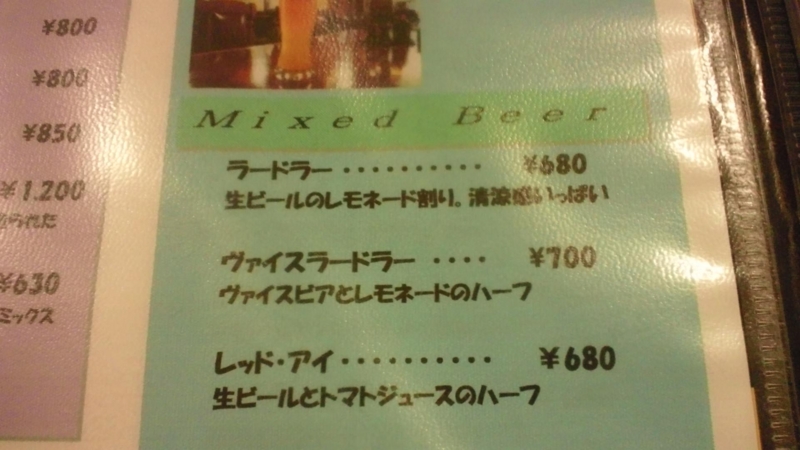 ¥800
¥800
¥850
¥1.200
られた
¥630
ミックス
Mixed Beer
ラードラー ·········· ¥680
生ビールのレモネード割り。清涼感いっぱい
ヴァイスラードラー ···· ¥700
ヴァイスビアとレモネードのハーフ
レッド・アイ·········· ¥680
生ビールとトマトジュースのハーフ